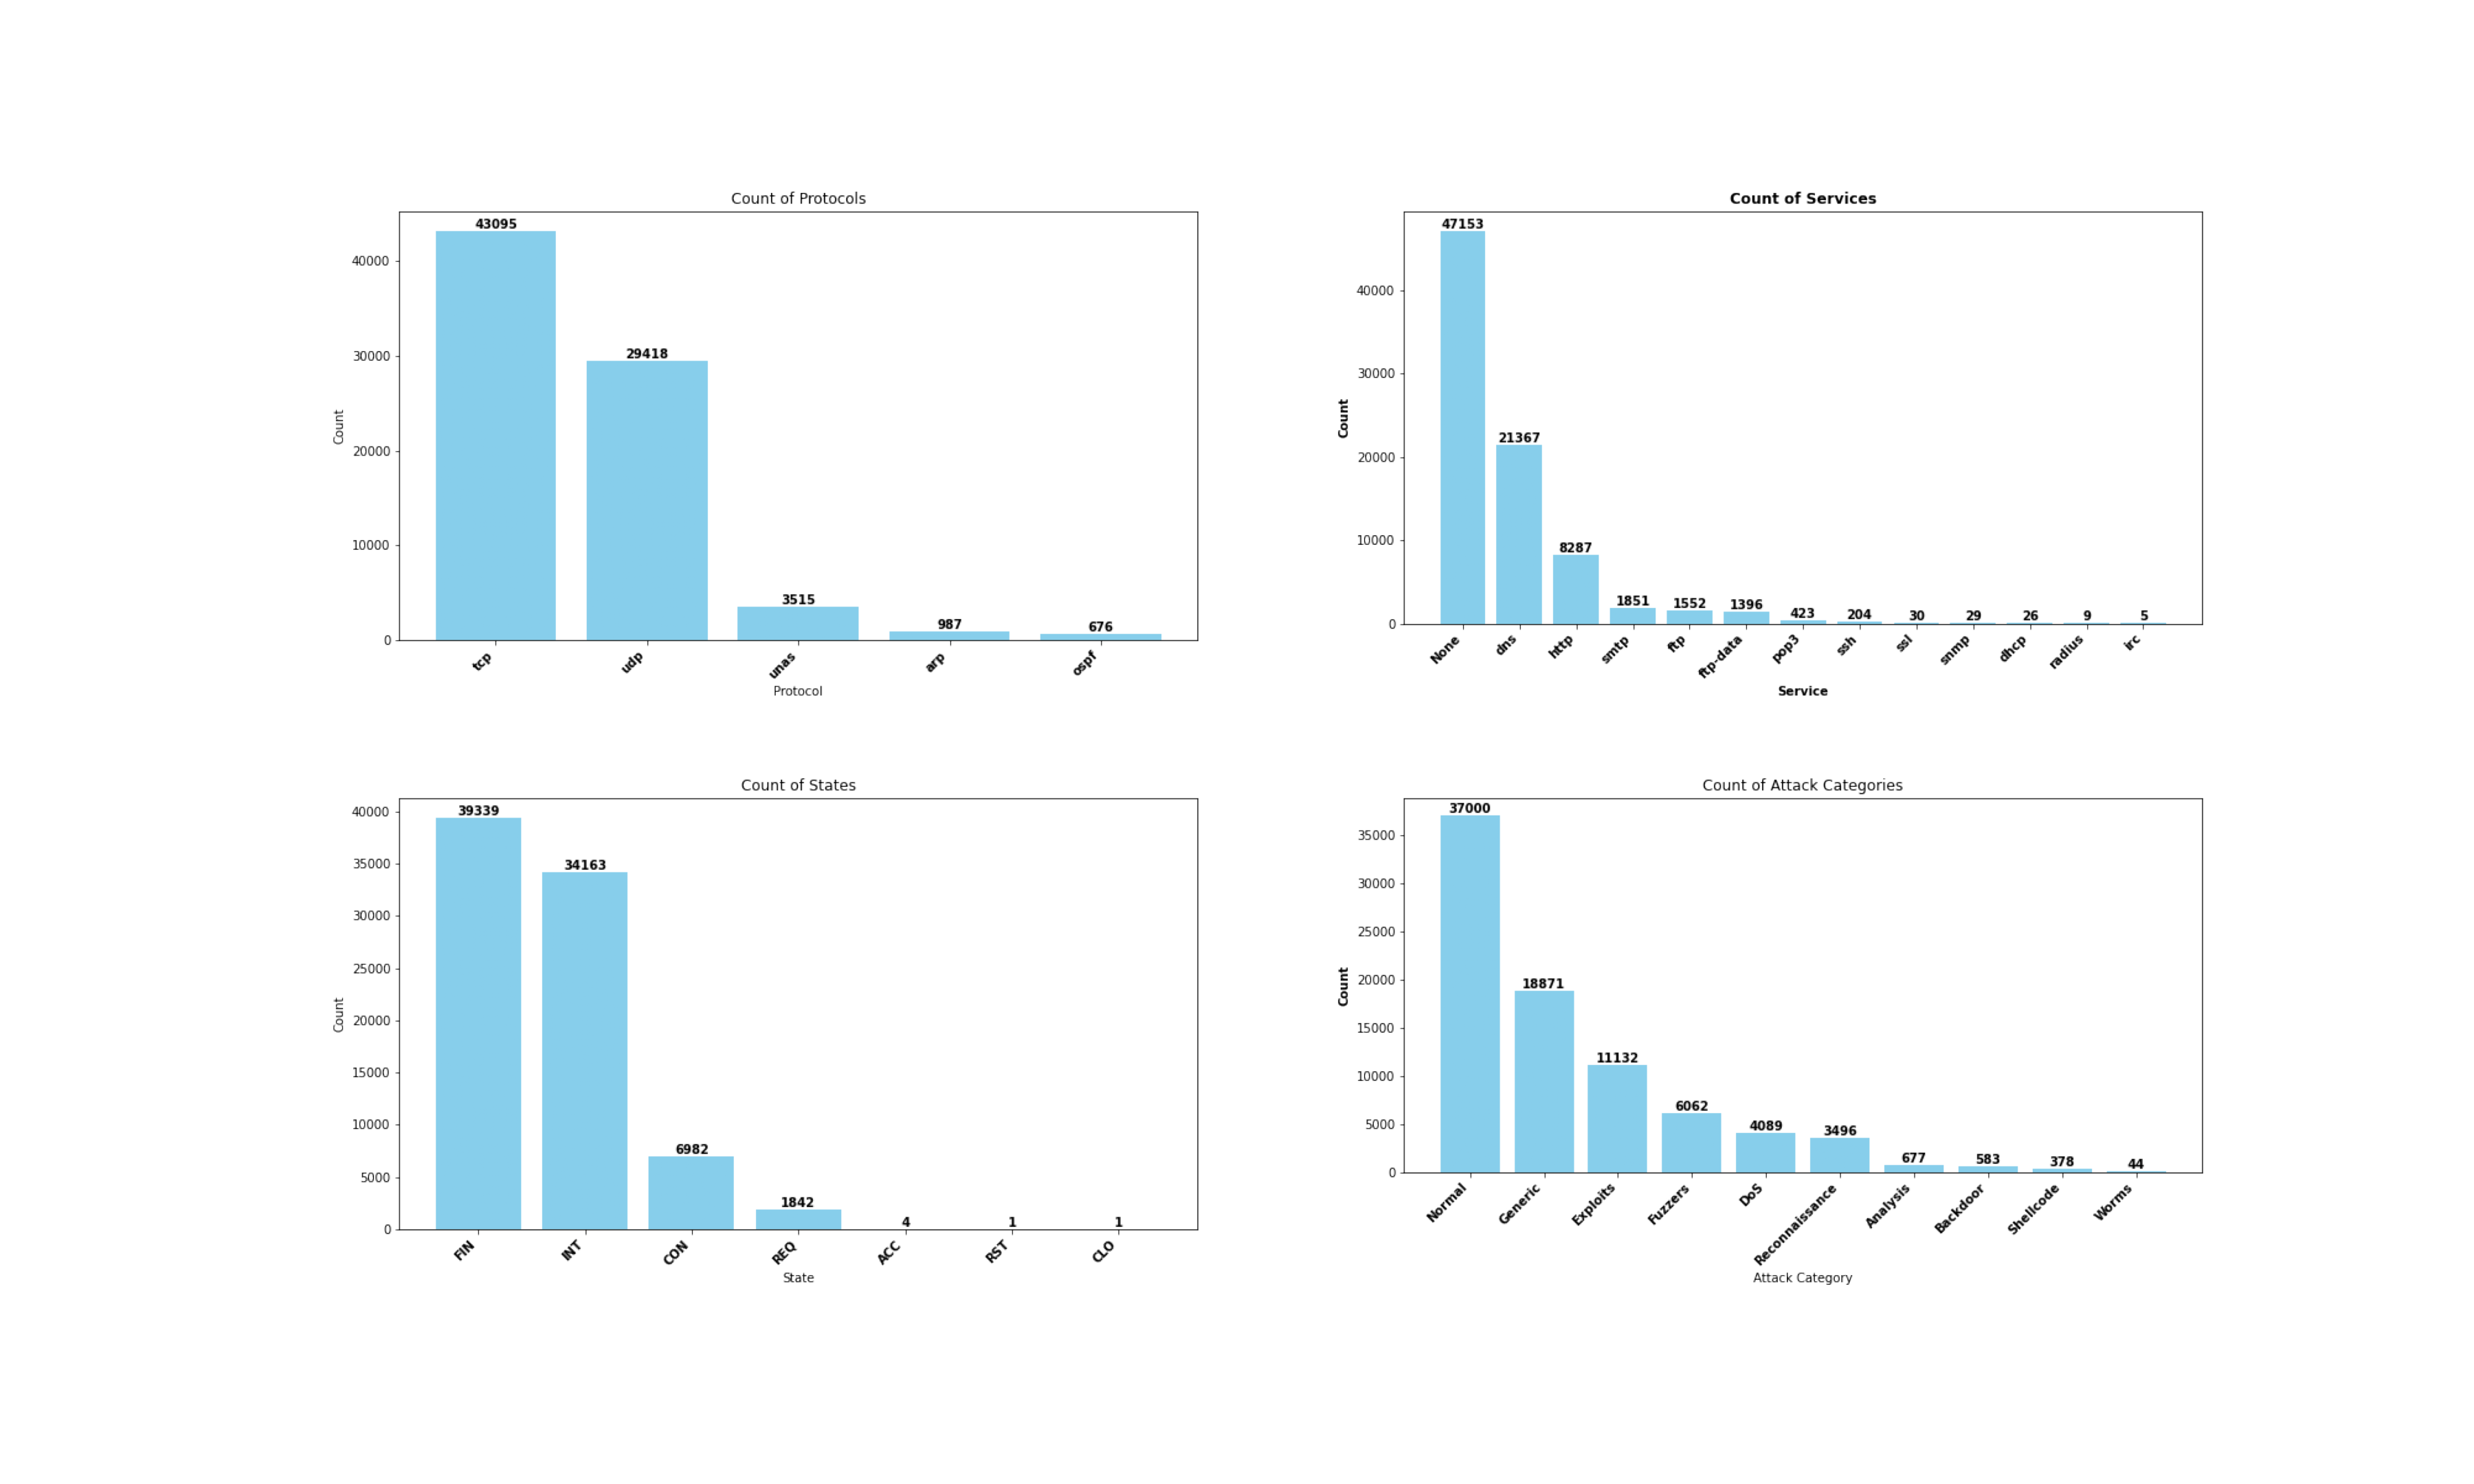 Count of Protocols
43095
40000
29418
30000
Count
20000
10000
3515
987
676
0
tcp
udp
unas
arp
ospf
Protocol
Count of Services
47153
40000
30000
Count
21367
20000
8287
10000
1851
1552
1396
423
204
30
29
26
9
5
0
None
dns
http
smtp
ftp
ftp-data
pop3
ssh
ssl
snmp
dhcp
radius
irc
Service
Count of States
40000
39339
35000
34163
30000
25000
Count
20000
15000
10000
6982
5000
1842
4
1
1
0
FIN
INT
CON
REQ
ACC
RST
CLO
State
Count of Attack Categories
37000
35000
30000
25000
Count
20000
18871
15000
11132
10000
6062
5000
4089
3496
677
583
378
44
0
Normal
Generic
Exploits
Fuzzers
DoS
Reconnaissance
Analysis
Backdoor
Shellcode
Worms
Attack Category